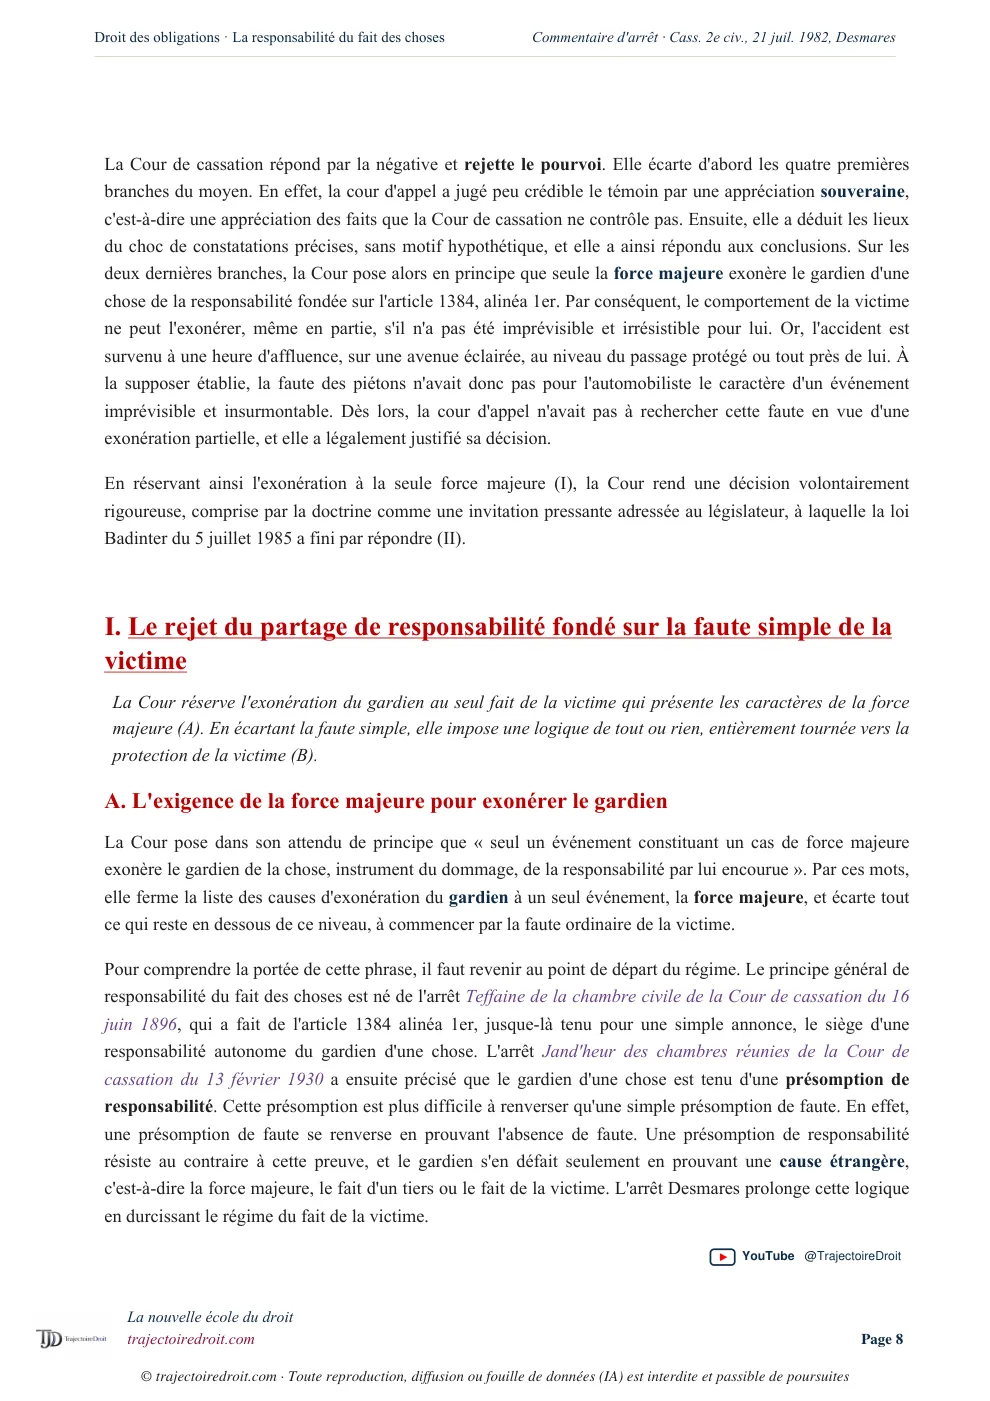 Droit des obligations · La responsabilité du fait des choses
Commentaire d'arrêt · Cass. 2e civ., 21 juil. 1982, Desmares
La Cour de cassation répond par la négative et rejette le pourvoi. Elle écarte d'abord les quatre premières
branches du moyen. En effet, la cour d'appel a jugé peu crédible le témoin par une appréciation souveraine,
c'est-à-dire une appréciation des faits que la Cour de cassation ne contrôle pas. Ensuite, elle a déduit les lieux
du choc de constatations précises, sans motif hypothétique, et elle a ainsi répondu aux conclusions. Sur les
deux dernières branches, la Cour pose alors en principe que seule la force majeure exonère le gardien d'une
chose de la responsabilité fondée sur l'article 1384, alinéa 1er. Par conséquent, le comportement de la victime
ne peut l'exonérer, même en partie, s'il n'a pas été imprévisible et irrésistible pour lui. Or, l'accident est
survenu à une heure d'affluence, sur une avenue éclairée, au niveau du passage protégé ou tout près de lui. À
la supposer établie, la faute des piétons n'avait donc pas pour l'automobiliste le caractère d'un événement
imprévisible et insurmontable. Dès lors, la cour d'appel n'avait pas à rechercher cette faute en vue d'une
exonération partielle, et elle a légalement justifié sa décision.
En réservant ainsi l'exonération à la seule force majeure (I), la Cour rend une décision volontairement
rigoureuse, comprise par la doctrine comme une invitation pressante adressée au législateur, à laquelle la loi
Badinter du 5 juillet 1985 a fini par répondre (II).
I. Le rejet du partage de responsabilité fondé sur la faute simple de la
victime
La Cour réserve l'exonération du gardien au seul fait de la victime qui présente les caractères de la force
majeure (A). En écartant la faute simple, elle impose une logique de tout ou rien, entièrement tournée vers la
protection de la victime (B).
A. L'exigence de la force majeure pour exonérer le gardien
La Cour pose dans son attendu de principe que « seul un événement constituant un cas de force majeure
exonère le gardien de la chose, instrument du dommage, de la responsabilité par lui encourue ». Par ces mots,
elle ferme la liste des causes d'exonération du gardien à un seul événement, la force majeure, et écarte tout
ce qui reste en dessous de ce niveau, à commencer par la faute ordinaire de la victime.
Pour comprendre la portée de cette phrase, il faut revenir au point de départ du régime. Le principe général de
responsabilité du fait des choses est né de l'arrêt Teffaine de la chambre civile de la Cour de cassation du 16
juin 1896, qui a fait de l'article 1384 alinéa 1er, jusque-là tenu pour une simple annonce, le siège d'une
responsabilité autonome du gardien d'une chose. L'arrêt Jand'heur des chambres réunies de la Cour de
cassation du 13 février 1930 a ensuite précisé que le gardien d'une chose est tenu d'une présomption de
responsabilité. Cette présomption est plus difficile à renverser qu'une simple présomption de faute. En effet,
une présomption de faute se renverse en prouvant l'absence de faute. Une présomption de responsabilité
résiste au contraire à cette preuve, et le gardien s'en défait seulement en prouvant une cause étrangère,
c'est-à-dire la force majeure, le fait d'un tiers ou le fait de la victime. L'arrêt Desmares prolonge cette logique
en durcissant le régime du fait de la victime.
YouTube @TrajectoireDroit
La nouvelle école du droit
TJD TrajectoireDroit
trajectoiredroit.com
Page 8
© trajectoiredroit.com · Toute reproduction, diffusion ou fouille de données (IA) est interdite et passible de poursuites